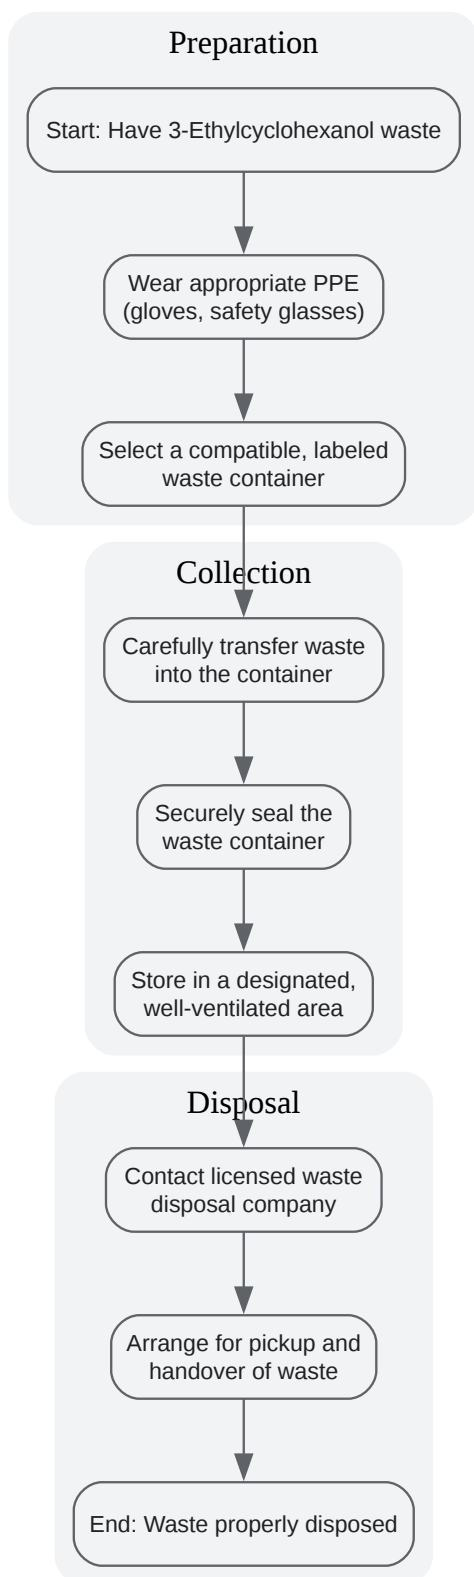 Preparation
Start: Have 3-Ethylcyclohexanol waste
Wear appropriate PPE
(gloves, safety glasses)
Select a compatible, labeled
waste container
Collection
Carefully transfer waste
into the container
Securely seal the
waste container
Store in a designated,
well-ventilated area
Disposal
Contact licensed waste
disposal company
Arrange for pickup and
handover of waste
End: Waste properly disposed